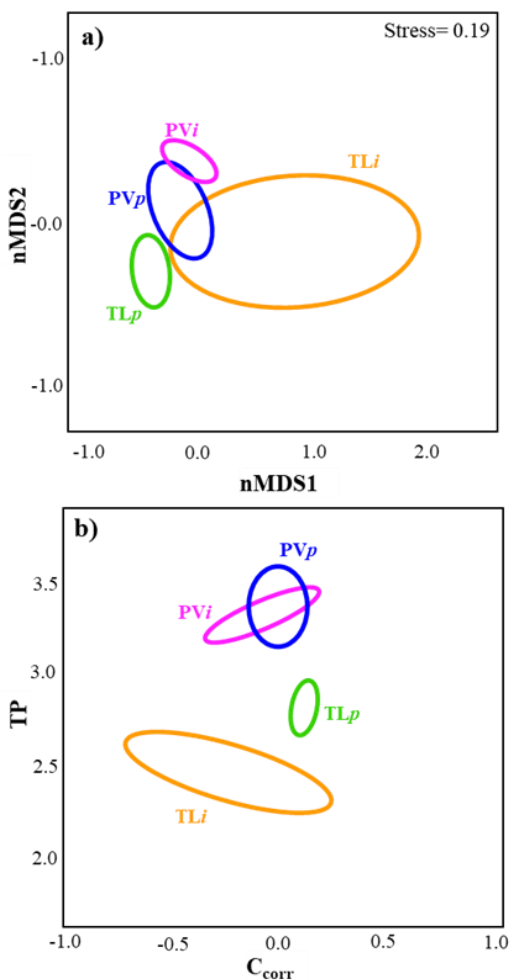 a)
Stress= 0.19
-1.0
PVi
TLi
PVp
-0.0
nMDS2
TLp
-1.0
-1.0 0.0 1.0 2.0
nMDS1
b)
PVp
3.5
PVi
3.0
TP
TLp
2.5
TLi
2.0
-1.0 -0.5 0.0 0.5 1.0
Ccorr